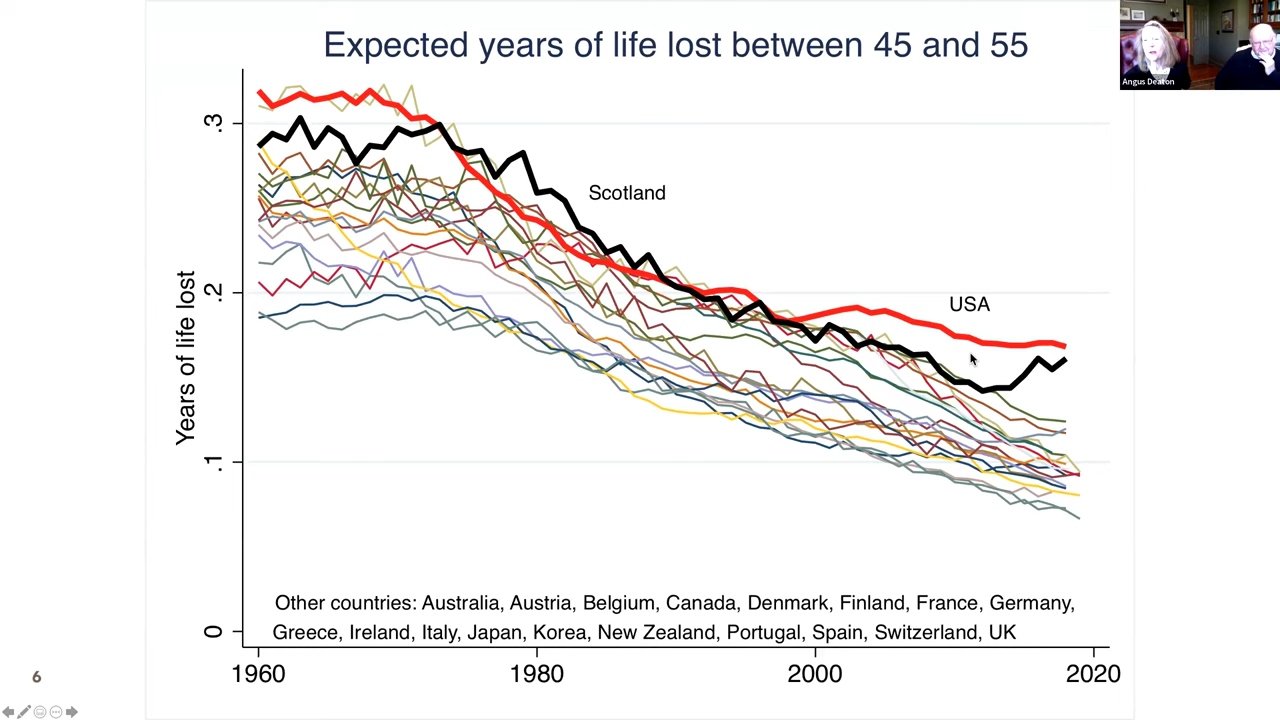 Expected years of life lost between 45 and 55
Angus Deaton
Years of life lost
.3
.2
.1
0
Scotland
USA
Other countries: Australia, Austria, Belgium, Canada, Denmark, Finland, France, Germany,
Greece, Ireland, Italy, Japan, Korea, New Zealand, Portugal, Spain, Switzerland, UK
1960 1980 2000 2020
6